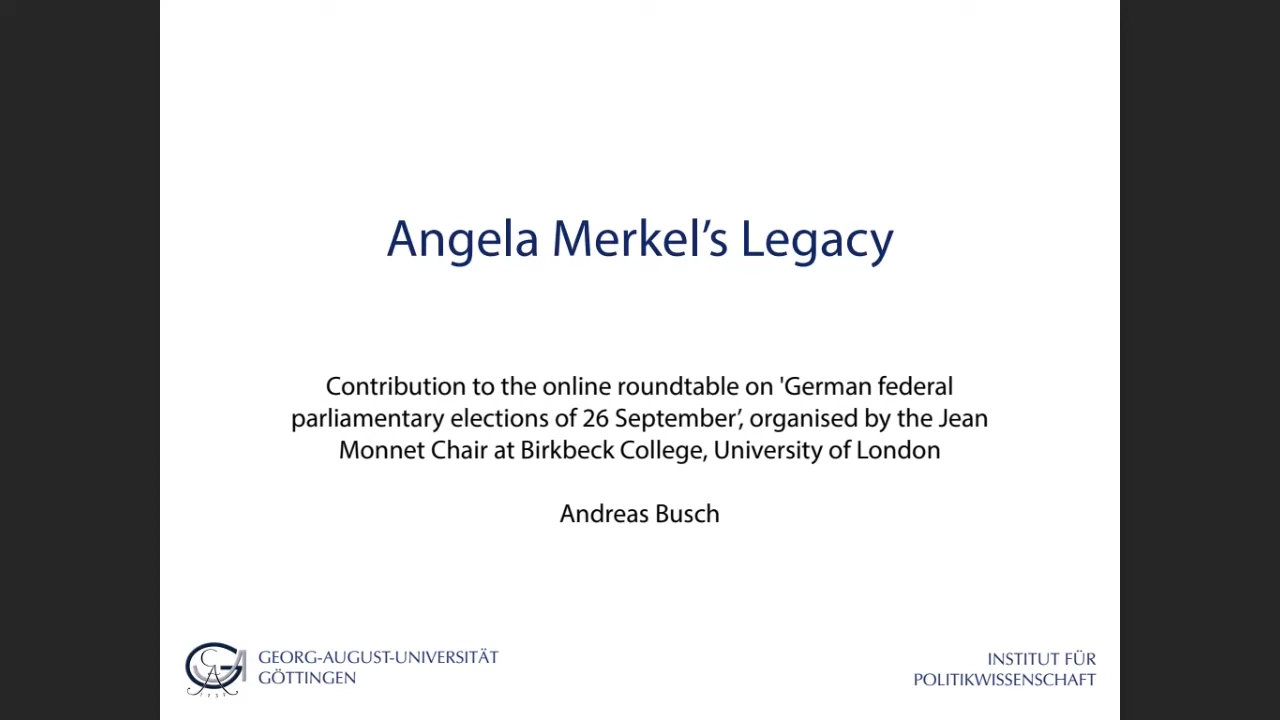 Angela Merkel’s Legacy
Contribution to the online roundtable on 'German federal
parliamentary elections of 26 September’, organised by the Jean
Monnet Chair at Birkbeck College, University of London
Andreas Busch
GEORG-AUGUST-UNIVERSITÄT
GÖTTINGEN
INSTITUT FÜR
POLITIKWISSENSCHAFT